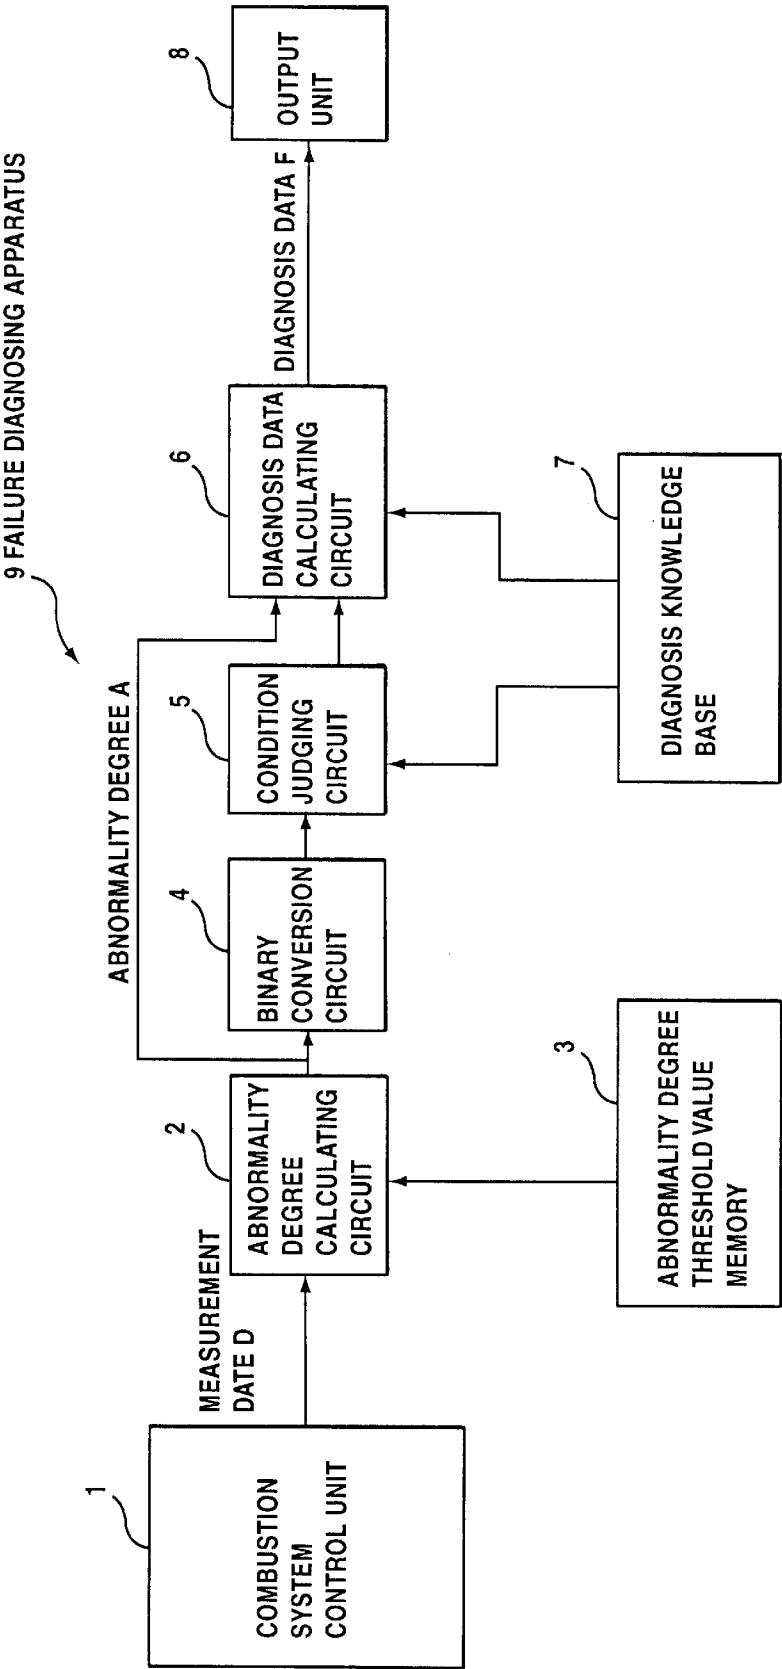 9 FAILURE DIAGNOSING APPARATUS
1
COMBUSTION
SYSTEM
CONTROL UNIT
MEASUREMENT
DATE D
2
ABNORMALITY
DEGREE
CALCULATING
CIRCUIT
3
ABNORMALITY DEGREE
THRESHOLD VALUE
MEMORY
ABNORMALITY DEGREE A
4
BINARY
CONVERSION
CIRCUIT
5
CONDITION
JUDGING
CIRCUIT
6
DIAGNOSIS DATA
CALCULATING
CIRCUIT
7
DIAGNOSIS KNOWLEDGE
BASE
DIAGNOSIS DATA F
8
OUTPUT
UNIT